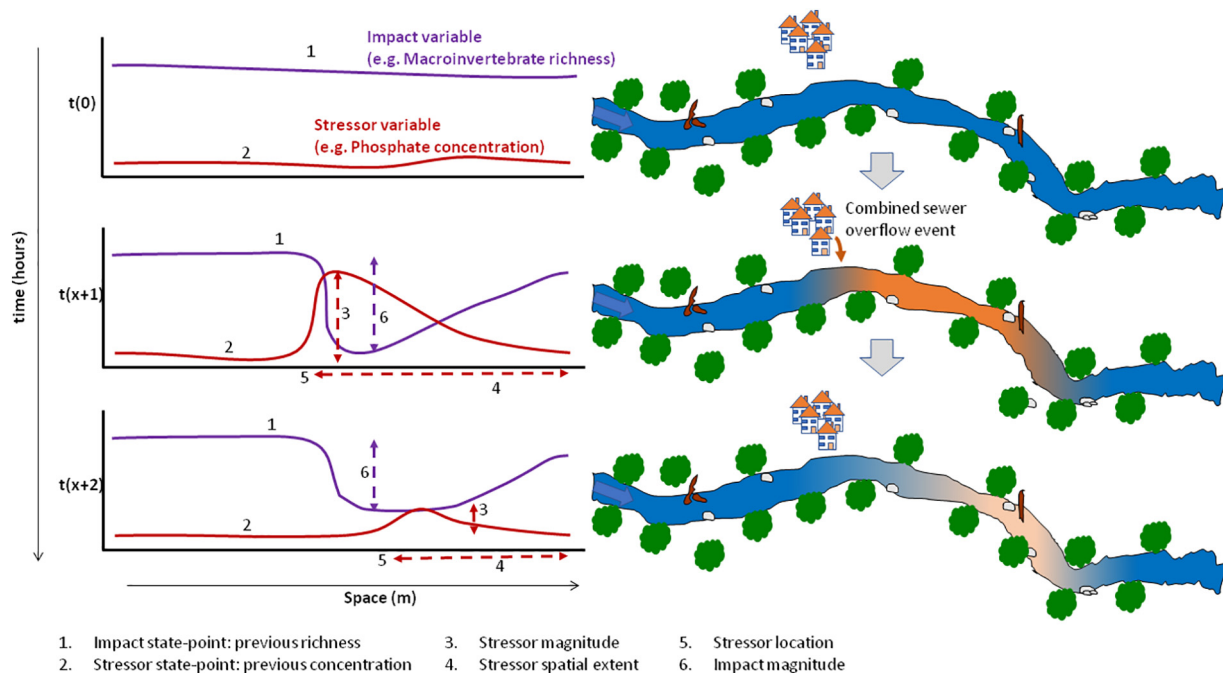 time (hours)
t(0)
1
Impact variable
(e.g. Macroinvertebrate richness)
Stressor variable
(e.g. Phosphate concentration)
2
t(x+1)
1
2
3
6
5
4
Combined sewer
overflow event
t(x+2)
1
6
2
3
5
4
Space (m)
1. Impact state-point: previous richness
2. Stressor state-point: previous concentration
3. Stressor magnitude
4. Stressor spatial extent
5. Stressor location
6. Impact magnitude